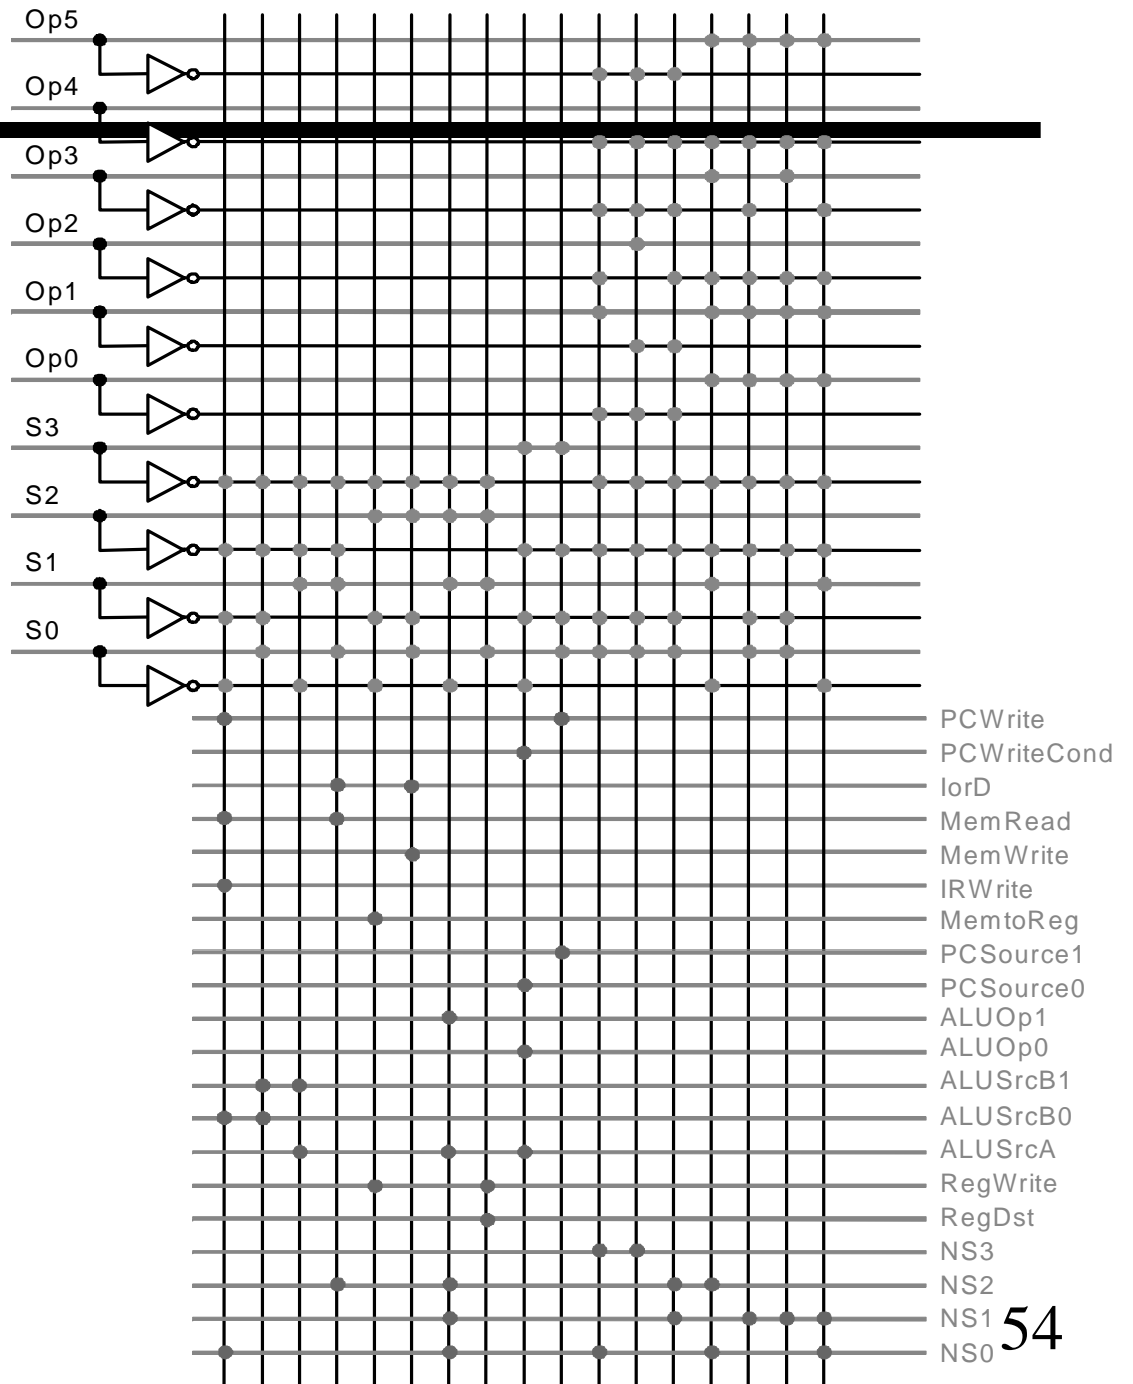 Op5
Op4
Op3
Op2
Op1
Op0
S3
S2
S1
S0
PCWrite
PCWriteCond
IorD
MemRead
MemWrite
IRWrite
MemtoReg
PCSource1
PCSource0
ALUOp1
ALUOp0
ALUSrcB1
ALUSrcB0
ALUSrcA
RegWrite
RegDst
NS3
NS2
NS1
NS0
54